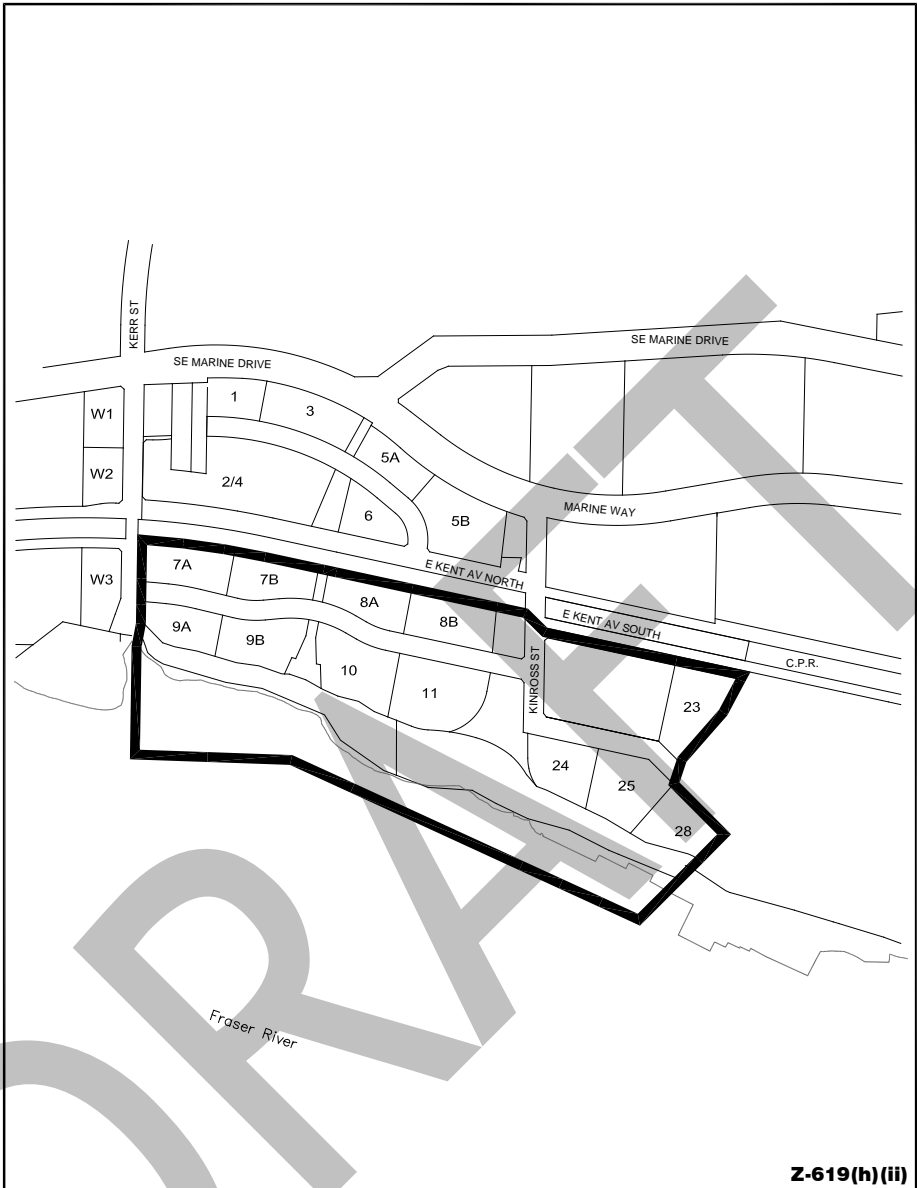 KERR ST
SE MARINE DRIVE
SE MARINE DRIVE
W1
1
3
W2
5A
2/4
MARINE WAY
6
5B
E KENT AV NORTH
7A
7B
W3
8A
E KENT AV SOUTH
8B
9A
9B
C.P.R.
10
KINROSS ST
11
23
24
25
28
Fraser River
DRAFT
Z-619(h)(ii)